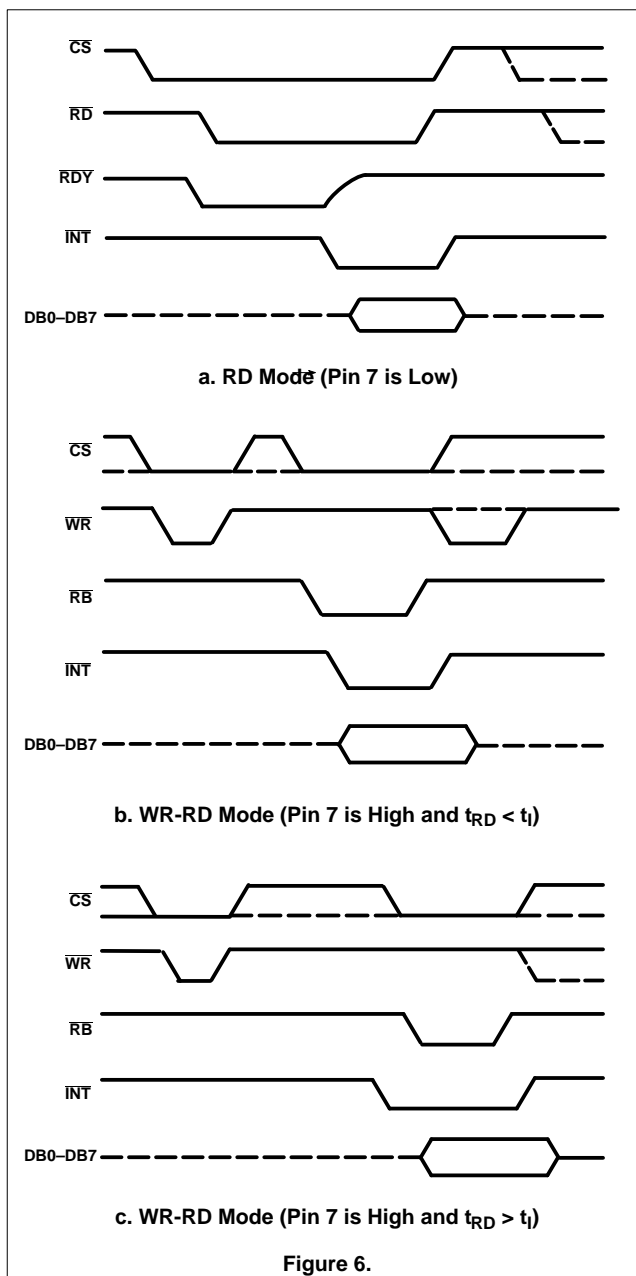 CS
RD
RDY
INT
DB0–DB7
a. RD Mode (Pin 7 is Low)
CS
WR
RB
INT
DB0–DB7
b. WR-RD Mode (Pin 7 is High and tRD < tI)
CS
WR
RB
INT
DB0–DB7
c. WR-RD Mode (Pin 7 is High and tRD > tI)
Figure 6.